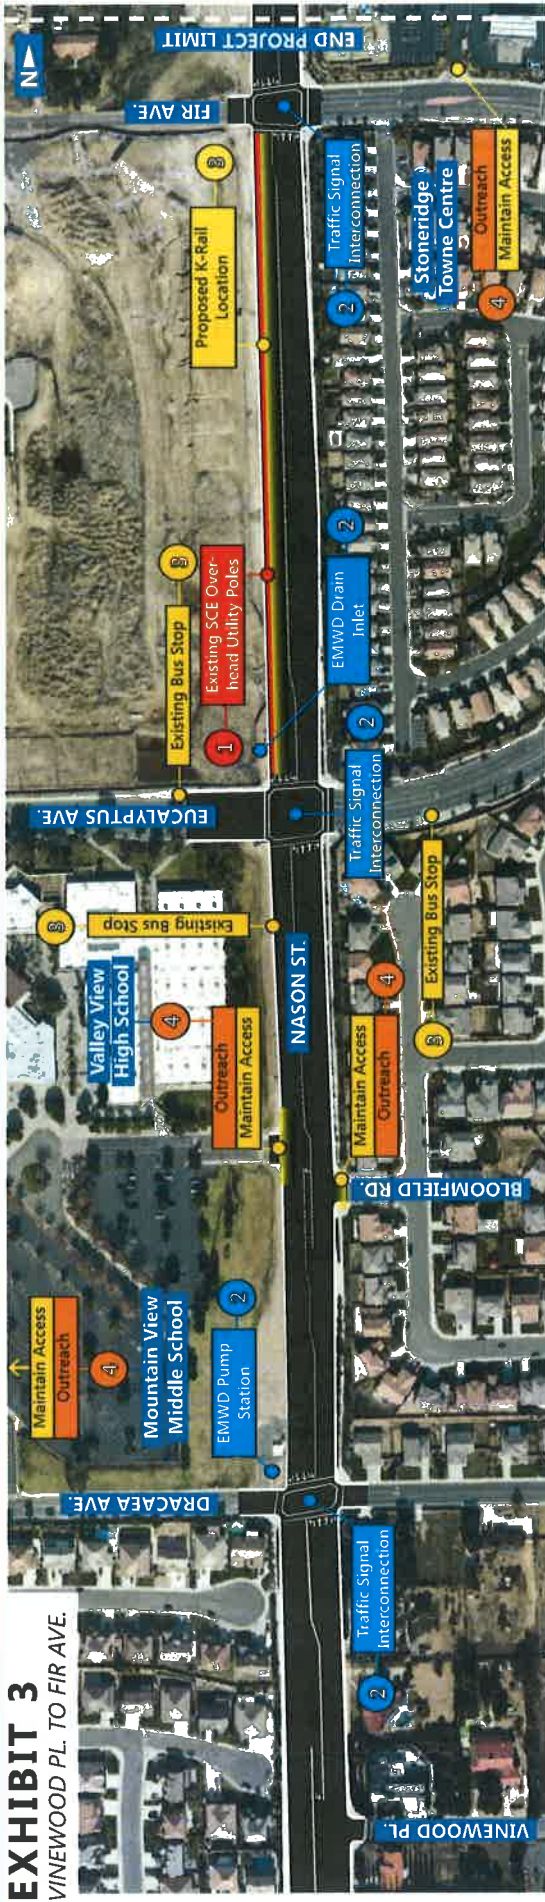 EXHIBIT 3
VINEWOOD PL. TO FIR AVE.
VINEWOOD PL.
2
Traffic Signal
Interconnection
DRACAEA AVE.
EMWD Pump
Station
2
Mountain View
Middle School
Maintain Access
Outreach
4
BLOOMFIELD RD.
Maintain Access
Outreach
4
Valley View
High School
4
Outreach
Maintain Access
NASON ST.
3
Existing Bus Stop
3
Existing Bus Stop
EUCALYPTUS AVE.
Traffic Signal
Interconnection
2
Existing Bus Stop
3
1
Existing SCE Over-
head Utility Poles
EMWD Drain
Inlet
2
Proposed K-Rail
Location
3
Traffic Signal
Interconnection
2
Stoneridge
Towne Centre
Outreach
Maintain Access
4
FIR AVE.
N
END PROJECT LIMIT